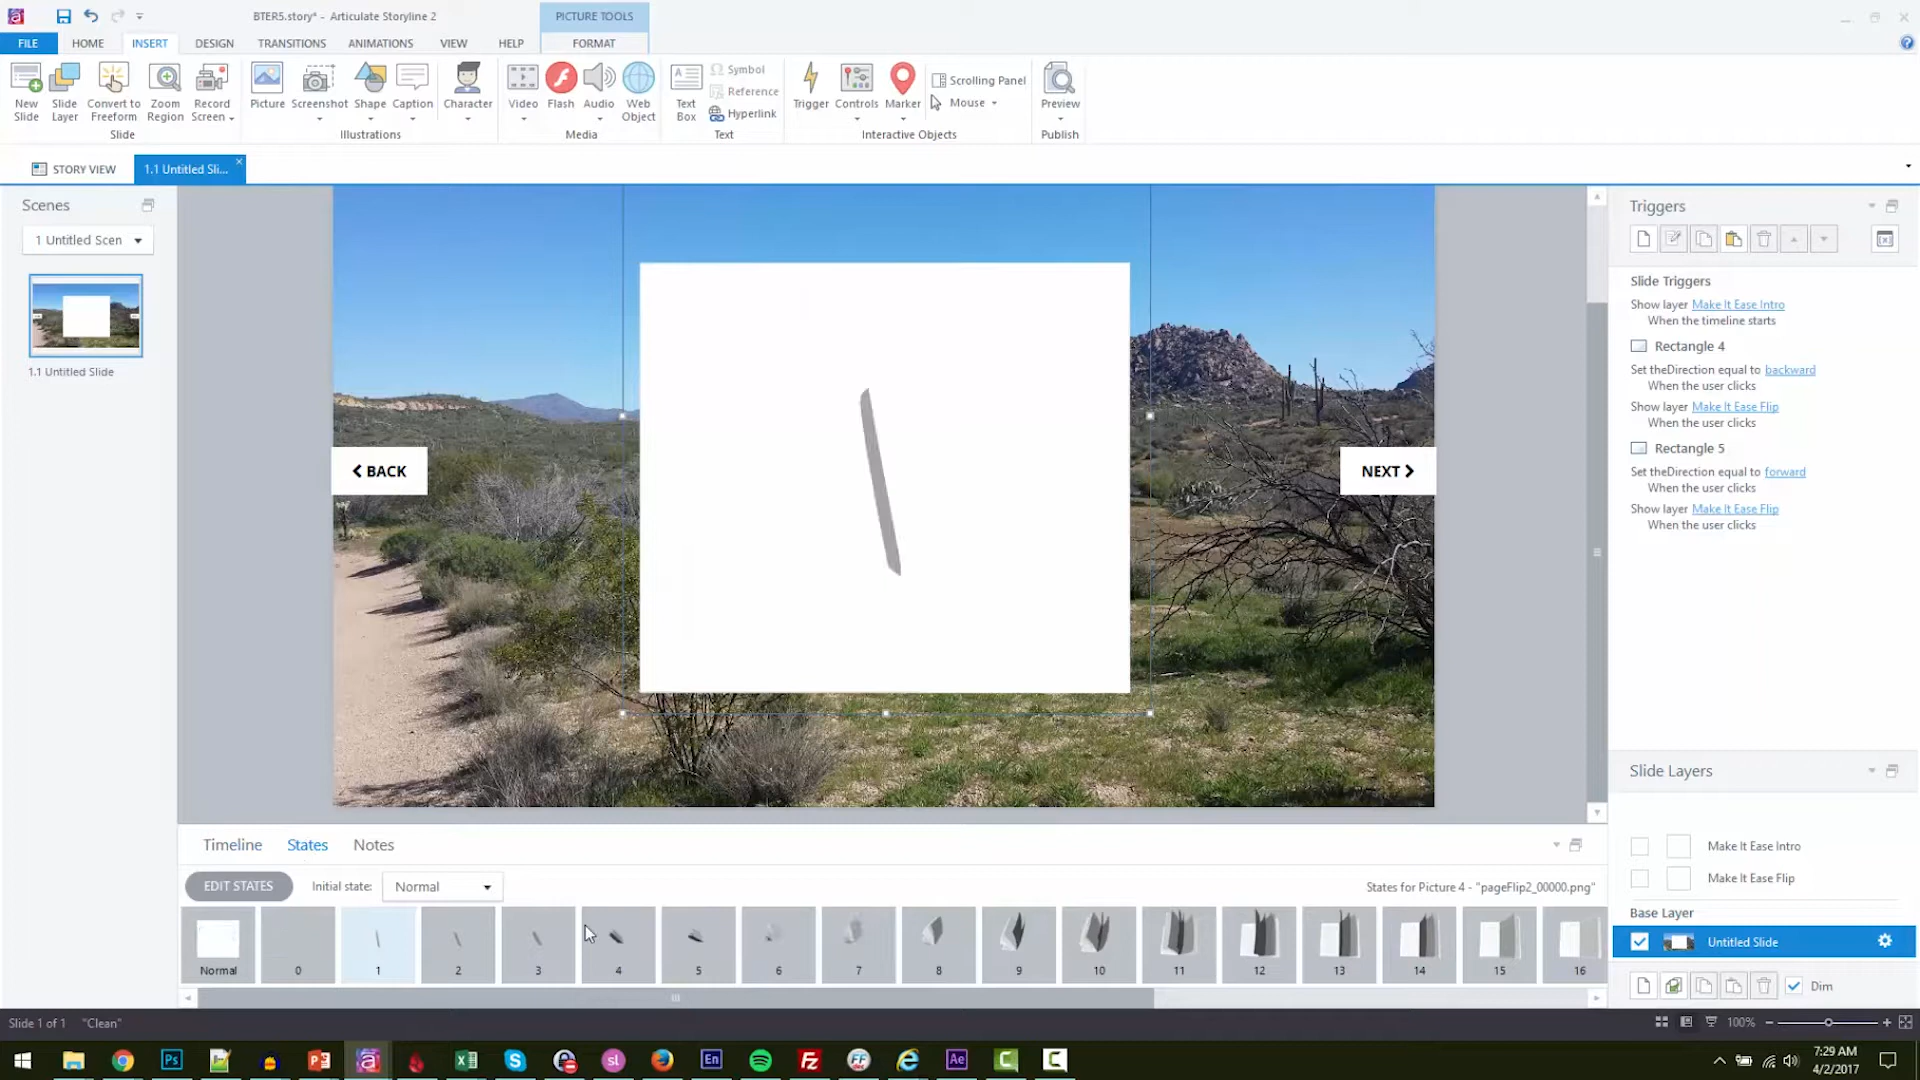 BTER5.story* - Articulate Storyline 2
PICTURE TOOLS
FILE HOME INSERT DESIGN TRANSITIONS ANIMATIONS VIEW HELP FORMAT
New Slide
Slide Layer
Convert to Freeform
Zoom Region
Record Screen
Slide
Picture
Screenshot
Shape
Caption
Illustrations
Character
Video
Flash
Audio
Web Object
Media
Text Box
Symbol
Reference
Hyperlink
Text
Trigger
Controls
Marker
Scrolling Panel
Mouse
Interactive Objects
Preview
Publish
STORY VIEW
1.1 Untitled Sli...
Scenes
1 Untitled Scen
1.1 Untitled Slide
BACK
NEXT
Triggers
Slide Triggers
Show layer Make It Ease Intro
When the timeline starts
Rectangle 4
Set theDirection equal to backward
When the user clicks
Show layer Make It Ease Flip
When the user clicks
Rectangle 5
Set theDirection equal to forward
When the user clicks
Show layer Make It Ease Flip
When the user clicks
Slide Layers
Make It Ease Intro
Make It Ease Flip
Base Layer
Untitled Slide
Dim
Timeline States Notes
EDIT STATES Initial state: Normal
States for Picture 4 - "pageFlip2_00000.png"
Normal 0 1 2 3 4 5 6 7 8 9 10 11 12 13 14 15 16
Slide 1 of 1 "Clean"
100%
7:29 AM
4/2/2017